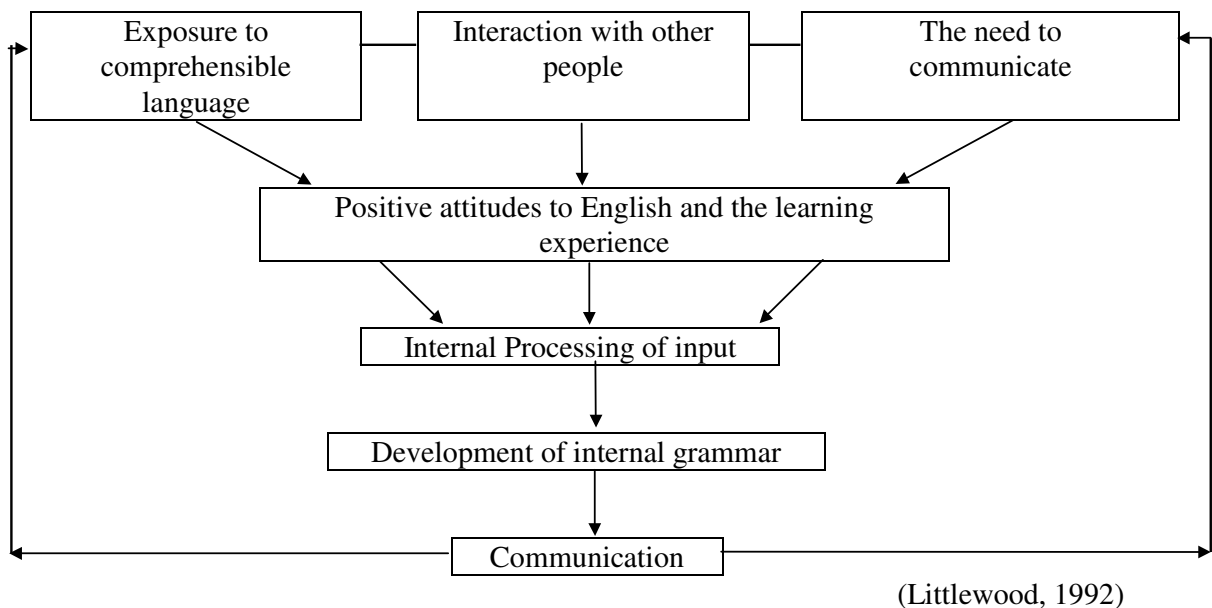 Exposure to
comprehensible
language
Interaction with other
people
The need to
communicate
Positive attitudes to English and the learning
experience
Internal Processing of input
Development of internal grammar
Communication
(Littlewood, 1992)